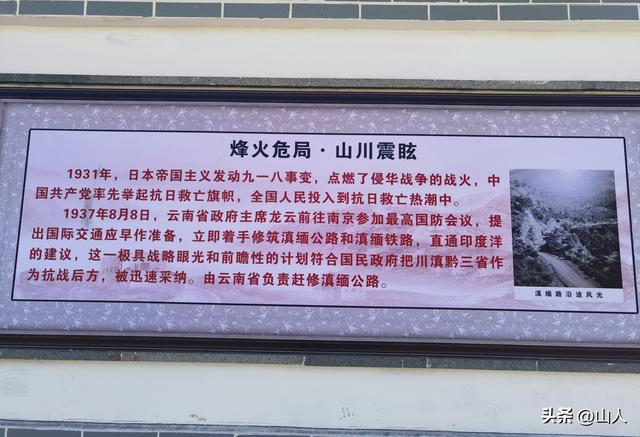 烽火危局·山川震眩
1931年，日本帝国主义发动九一八事变，点燃了侵华战争的战火，中
国共产党率先举起抗日救亡旗帜，全国人民投入到抗日救亡热潮中。
1937年8月8日，云南省政府主席龙云前往南京参加最高国防会议，提
出国际交通应早作准备，立即着手修筑滇缅公路和滇缅铁路，直通印度洋
的建议，这一极具战略眼光和前瞻性的计划符合国民政府把川滇黔三省作
为抗战后方，被迅速采纳。由云南省负责赶修滇缅公路。
滇缅路沿途风光
头条 @山人